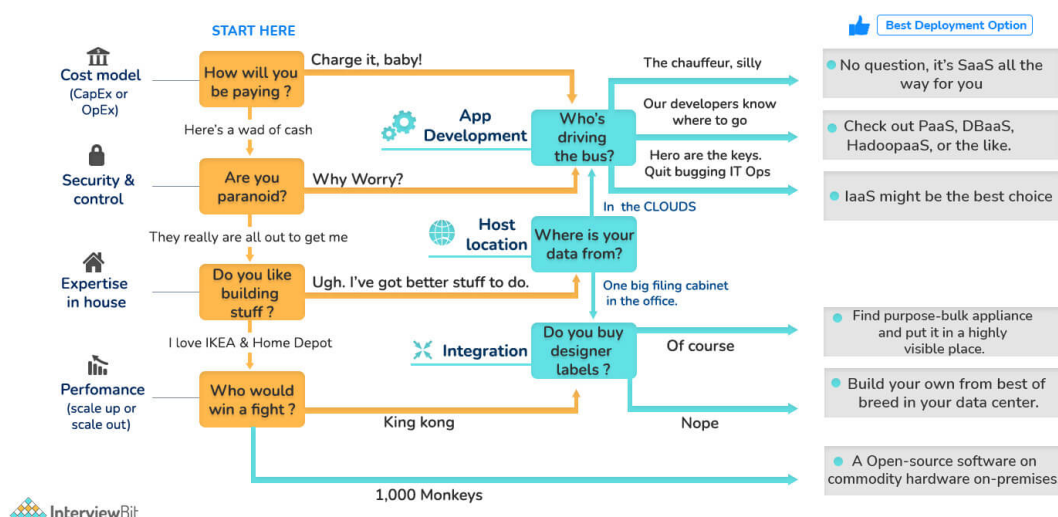 START HERE
Best Deployment Option
Cost model
(CapEx or
OpEx)
How will you
be paying ?
Charge it, baby!
The chauffeur, silly
No question, it's SaaS all the
way for you
Here's a wad of cash
App
Development
Who's
driving
the bus?
Our developers know
where to go
Check out PaaS, DBaaS,
HadoopaaS, or the like.
Security &
control
Are you
paranoid?
Why Worry?
Hero are the keys.
Quit bugging IT Ops
IaaS might be the best choice
In the CLOUDS
They really are all out to get me
Host
location
Where is your
data from?
Expertise
in house
Do you like
building
stuff ?
Ugh. I've got better stuff to do.
One big filing cabinet
in the office.
I love IKEA & Home Depot
Integration
Do you buy
designer
labels ?
Of course
Find purpose-bulk appliance
and put it in a highly
visible place.
Perfomance
(scale up or
scale out)
Who would
win a fight ?
King kong
Nope
Build your own from best of
breed in your data center.
1,000 Monkeys
A Open-source software on
commodity hardware on-premises
InterviewBit